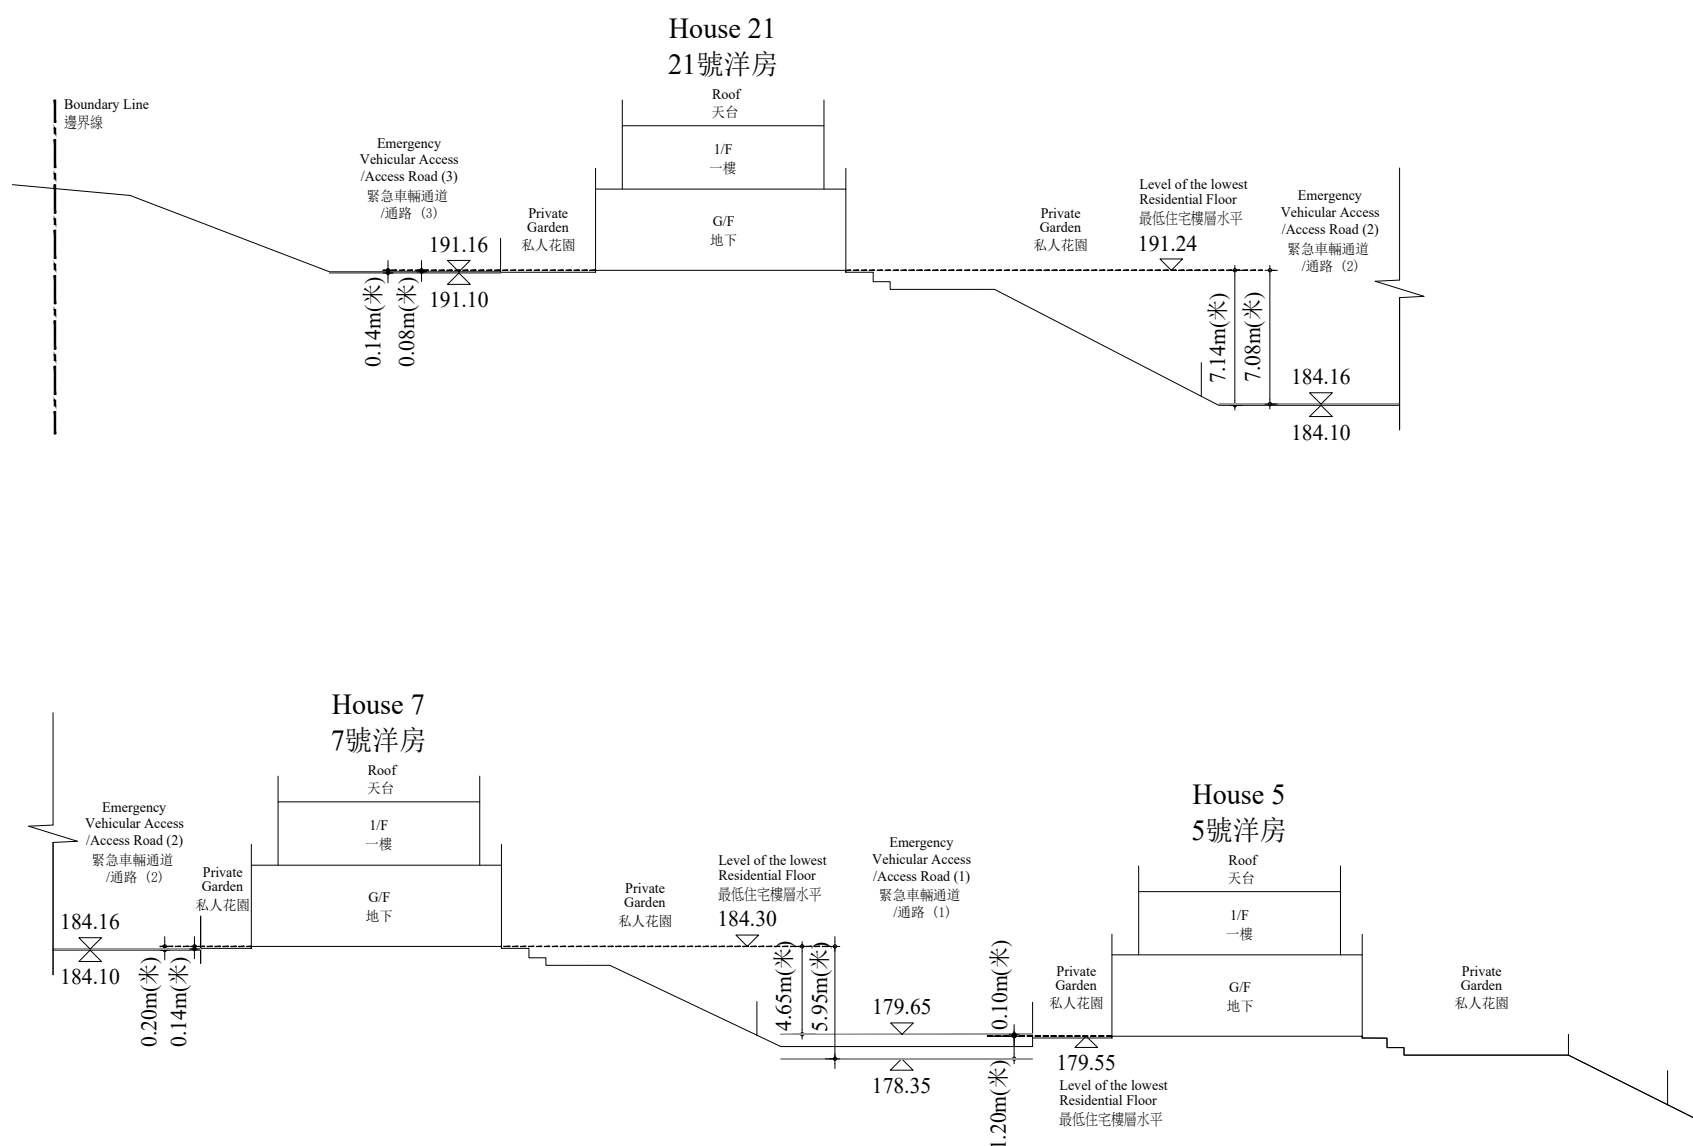 House 21
21號洋房
Boundary Line
邊界線
Roof
天台
1/F
一樓
G/F
地下
Emergency
Vehicular Access
/Access Road (3)
緊急車輛通道
/通路 (3)
191.16
191.10
0.14m(米)
0.08m(米)
Private
Garden
私人花園
Private
Garden
私人花園
Level of the lowest
Residential Floor
最低住宅樓層水平
191.24
Emergency
Vehicular Access
/Access Road (2)
緊急車輛通道
/通路 (2)
7.14m(米)
7.08m(米)
184.16
184.10
House 7
7號洋房
Roof
天台
1/F
一樓
G/F
地下
Emergency
Vehicular Access
/Access Road (2)
緊急車輛通道
/通路 (2)
184.16
184.10
0.20m(米)
0.14m(米)
Private
Garden
私人花園
Private
Garden
私人花園
Level of the lowest
Residential Floor
最低住宅樓層水平
184.30
4.65m(米)
5.95m(米)
Emergency
Vehicular Access
/Access Road (1)
緊急車輛通道
/通路 (1)
179.65
178.35
0.10m(米)
1.20m(米)
House 5
5號洋房
Roof
天台
1/F
一樓
G/F
地下
Private
Garden
私人花園
179.55
Level of the lowest
Residential Floor
最低住宅樓層水平
Private
Garden
私人花園